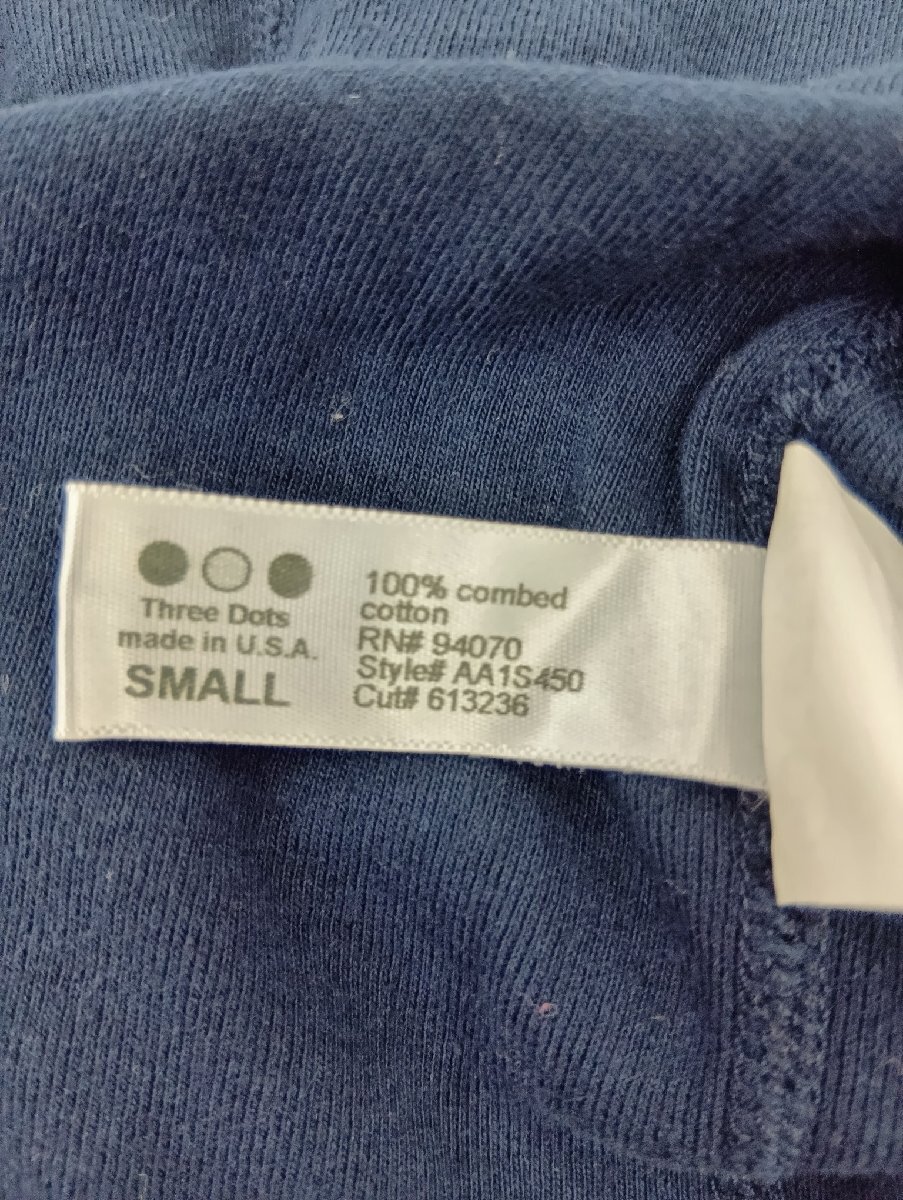 Three Dots
made in U.S.A.
SMALL
100% combed
cotton
RN# 94070
Style# AA1S450
Cut# 613236